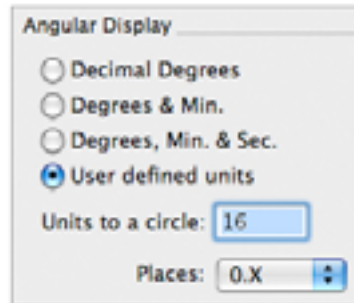 Angular Display
Decimal Degrees
Degrees & Min.
Degrees, Min. & Sec.
User defined units
Units to a circle: 16
Places: 0.X